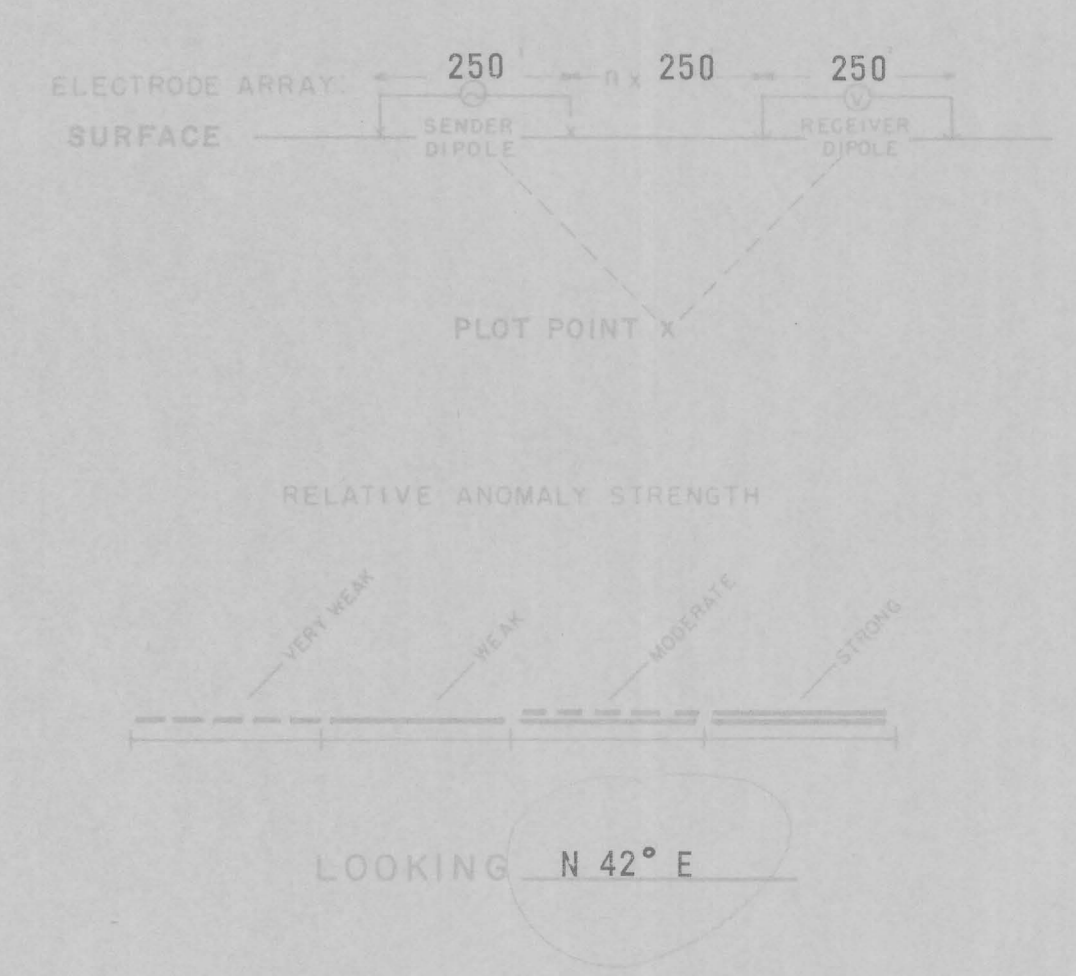 250' n x 250 250'
ELECTRODE ARRAY:
SURFACE SENDER DIPOLE RECEIVER DIPOLE
V
PLOT POINT x
RELATIVE ANOMALY STRENGTH
VERY WEAK
WEAK
MODERATE
STRONG
LOOKING N 42° E